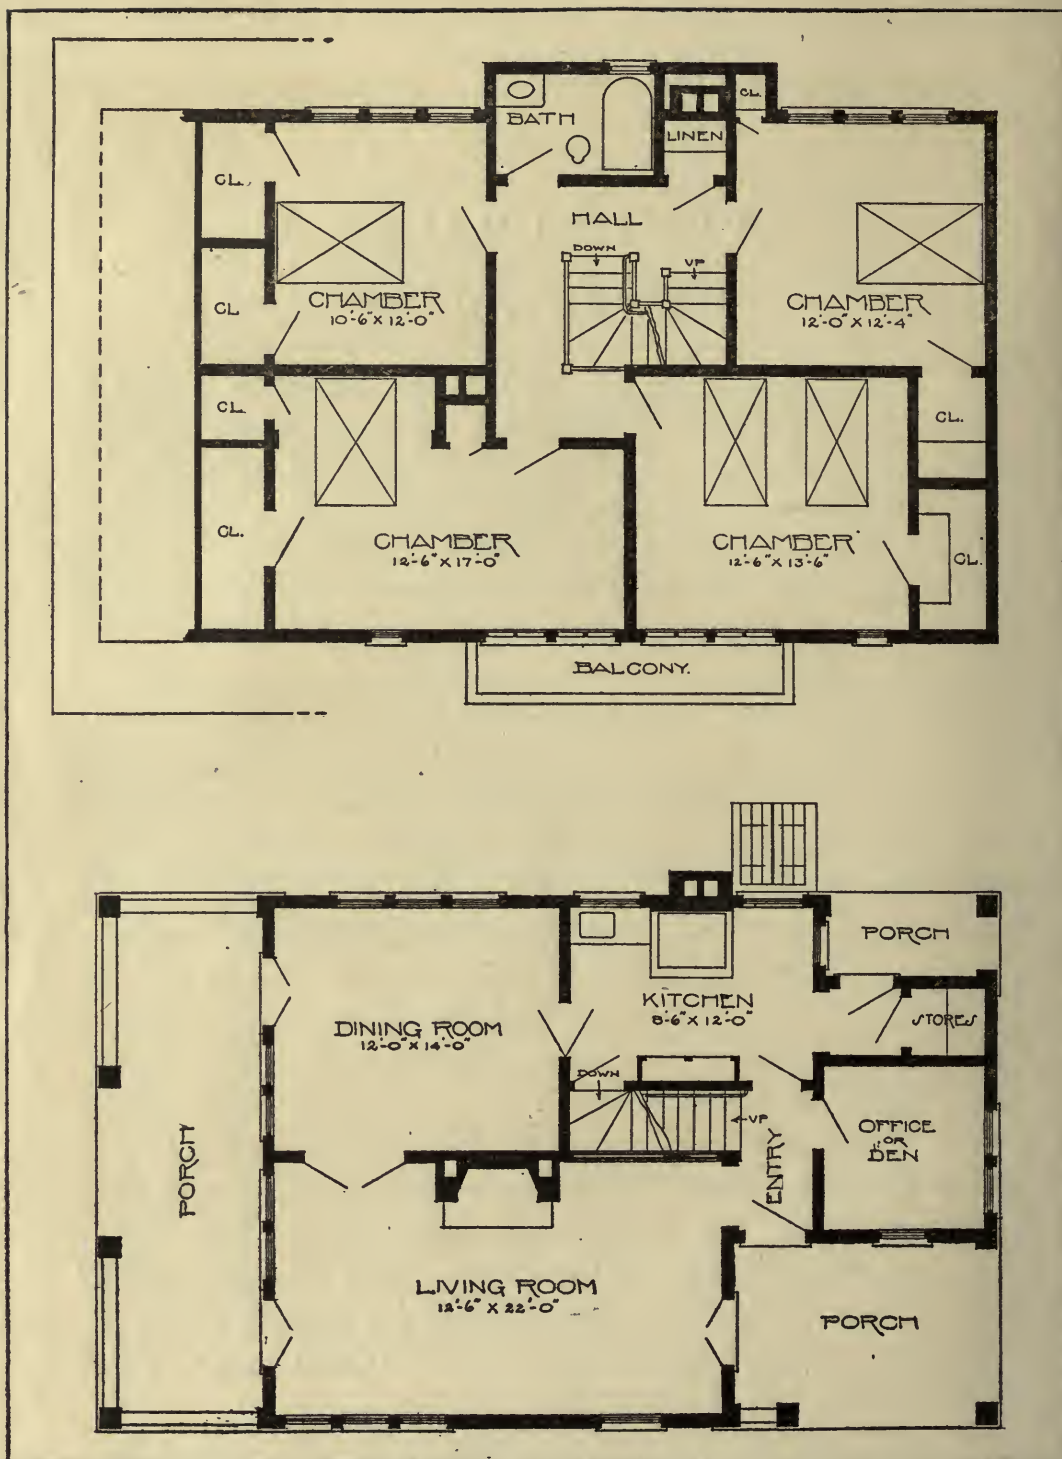 BATH
CL.
LINEN
CL.
HALL
DOWN
UP
CL
CHAMBER
10'-6" X 12'-0"
CHAMBER
12'-0" X 12'-4"
CL.
CL.
CL.
CHAMBER
12'-6" X 17'-0"
CHAMBER
12'-6" X 13'-6"
CL.
BALCONY.
PORCH
KITCHEN
8'-6" X 12'-0"
STORES
DINING ROOM
12'-0" X 14'-0"
DOWN
UP
OFFICE
OR
DEN
ENTRY
PORCH
LIVING ROOM
12'-6" X 22'-0"
PORCH